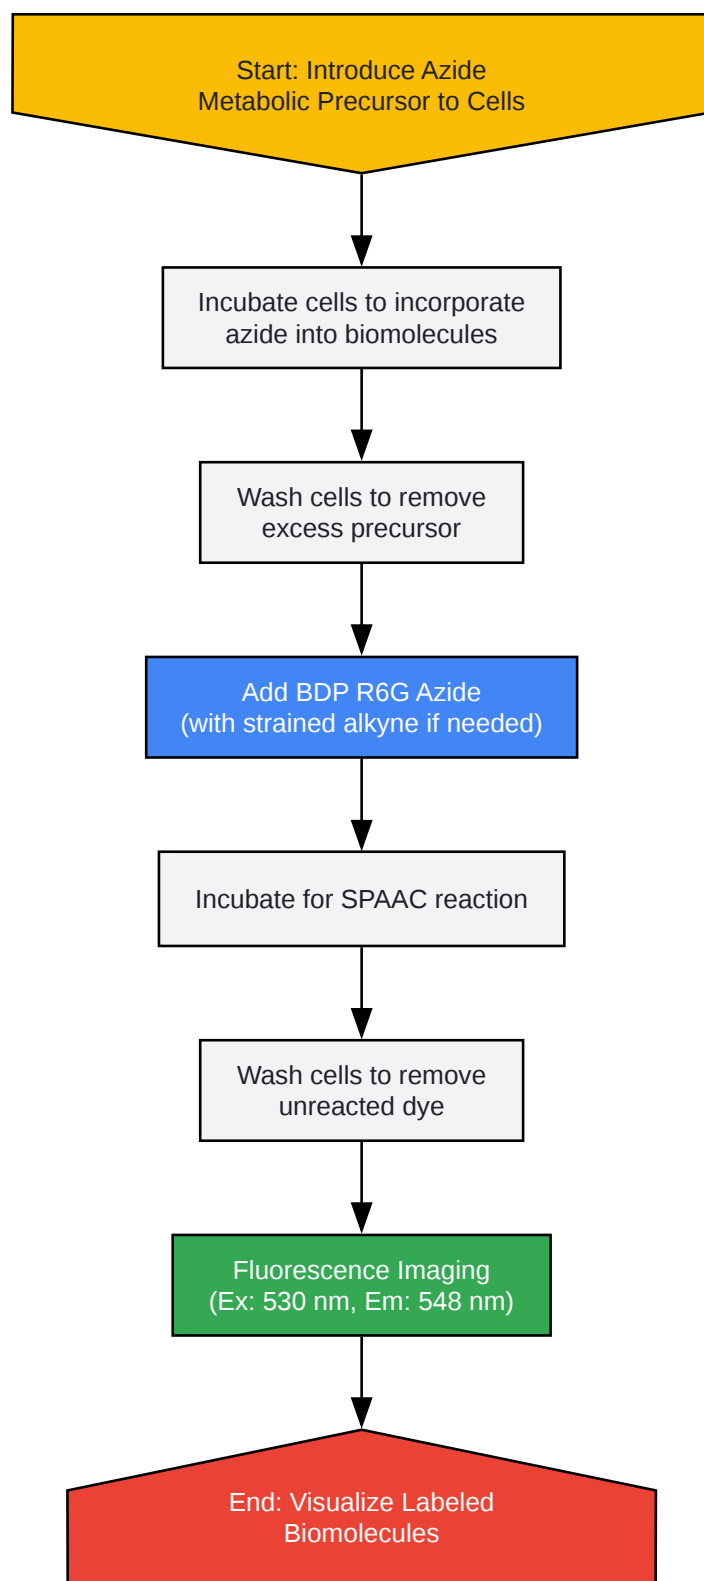 Start: Introduce Azide
Metabolic Precursor to Cells
Incubate cells to incorporate
azide into biomolecules
Wash cells to remove
excess precursor
Add BDP R6G Azide
(with strained alkyne if needed)
Incubate for SPAAC reaction
Wash cells to remove
unreacted dye
Fluorescence Imaging
(Ex: 530 nm, Em: 548 nm)
End: Visualize Labeled
Biomolecules